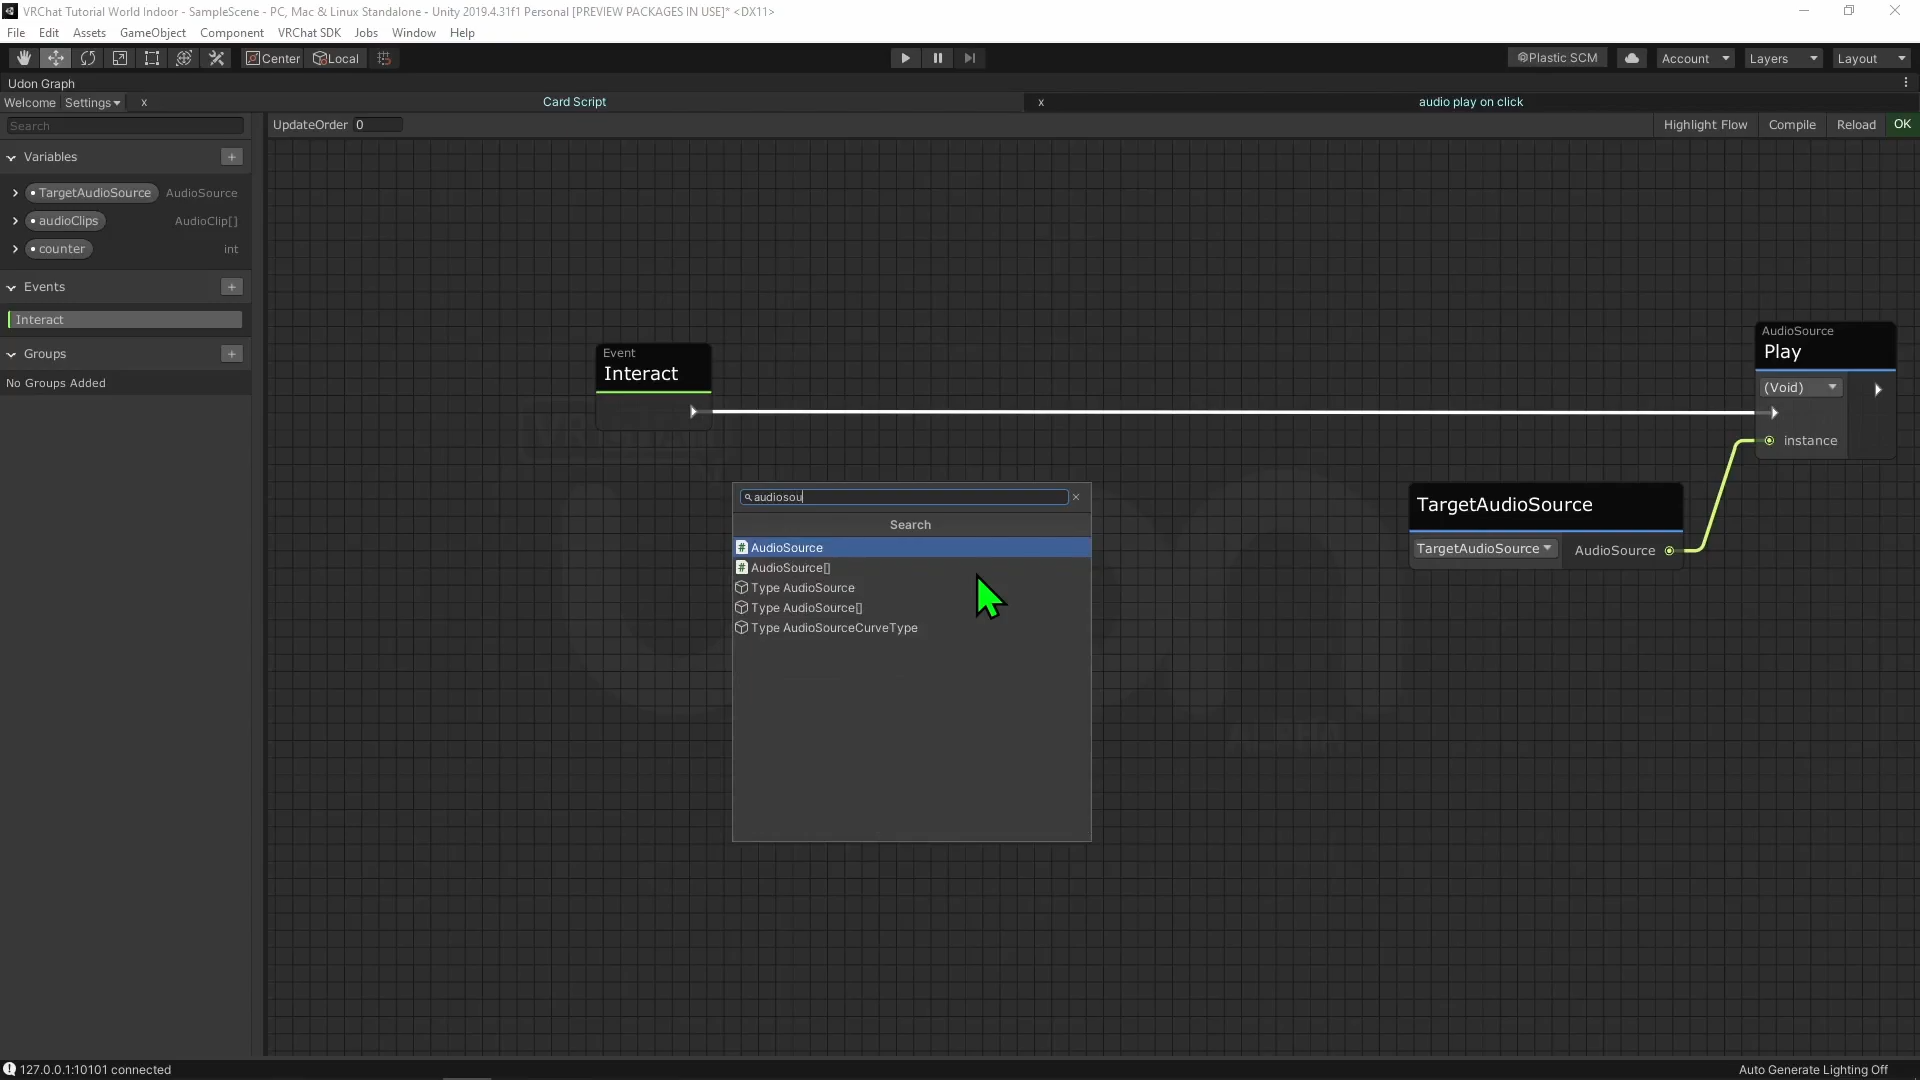 VRChat Tutorial World Indoor - SampleScene - PC, Mac & Linux Standalone - Unity 2019.4.31f1 Personal [PREVIEW PACKAGES IN USE]* <DX11>
File Edit Assets GameObject Component VRChat SDK Jobs Window Help
Center Local Plastic SCM Account Layers Layout
Udon Graph
Welcome Settings x Card Script x audio play on click
Search UpdateOrder 0 Highlight Flow Compile Reload OK
Variables +
TargetAudioSource AudioSource
audioClips AudioClip[]
counter int
Events +
Interact
Groups +
No Groups Added
Event
Interact
AudioSource
Play
(Void)
instance
TargetAudioSource
TargetAudioSource AudioSource
audiosou
Search
AudioSource
AudioSource[]
Type AudioSource
Type AudioSource[]
Type AudioSourceCurveType
127.0.0.1:10101 connected
Auto Generate Lighting Off